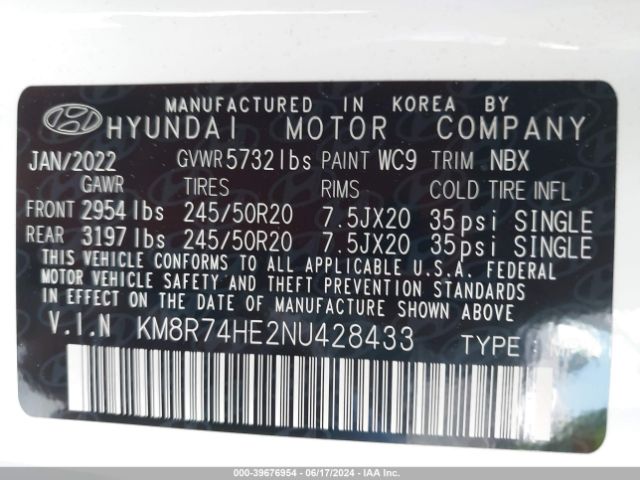 MANUFACTURED IN KOREA BY
HYUNDAI MOTOR COMPANY
JAN/2022 GVWR 5732 lbs PAINT WC9 TRIM NBX
GAWR TIRES RIMS COLD TIRE INFL
FRONT 2954 lbs 245/50R20 7.5JX20 35psi SINGLE
REAR 3197 lbs 245/50R20 7.5JX20 35psi SINGLE
THIS VEHICLE CONFORMS TO ALL APPLICABLE U.S.A. FEDERAL
MOTOR VEHICLE SAFETY AND THEFT PREVENTION STANDARDS
IN EFFECT ON THE DATE OF MANUFACTURE SHOWN ABOVE
V.I.N KM8R74HE2NU428433 TYPE :
000-39676954 - 06/17/2024 - IAA Inc.